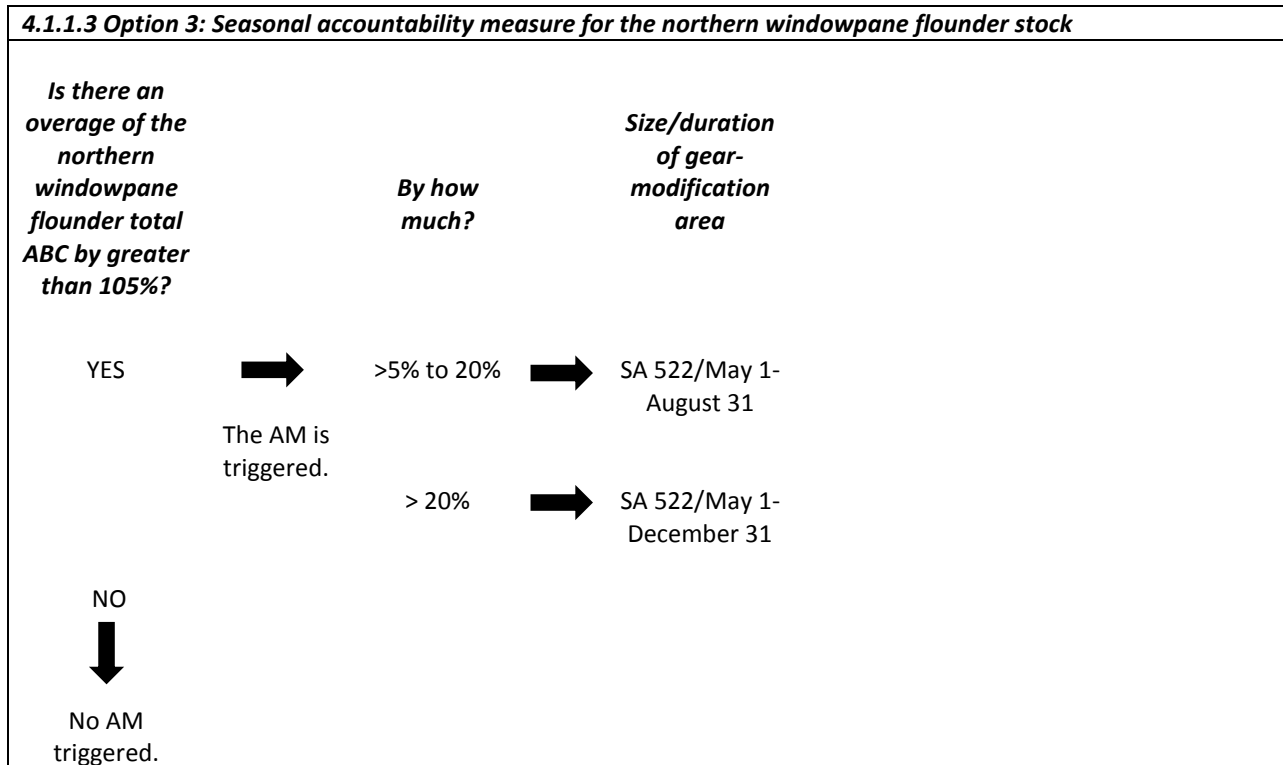 4.1.1.3 Option 3: Seasonal accountability measure for the northern windowpane flounder stock
Is there an
overage of the
northern
windowpane
flounder total
ABC by greater
than 105%?
By how
much?
Size/duration
of gear-
modification
area
YES
>5% to 20%
SA 522/May 1-
August 31
The AM is
triggered.
> 20%
SA 522/May 1-
December 31
NO
No AM
triggered.